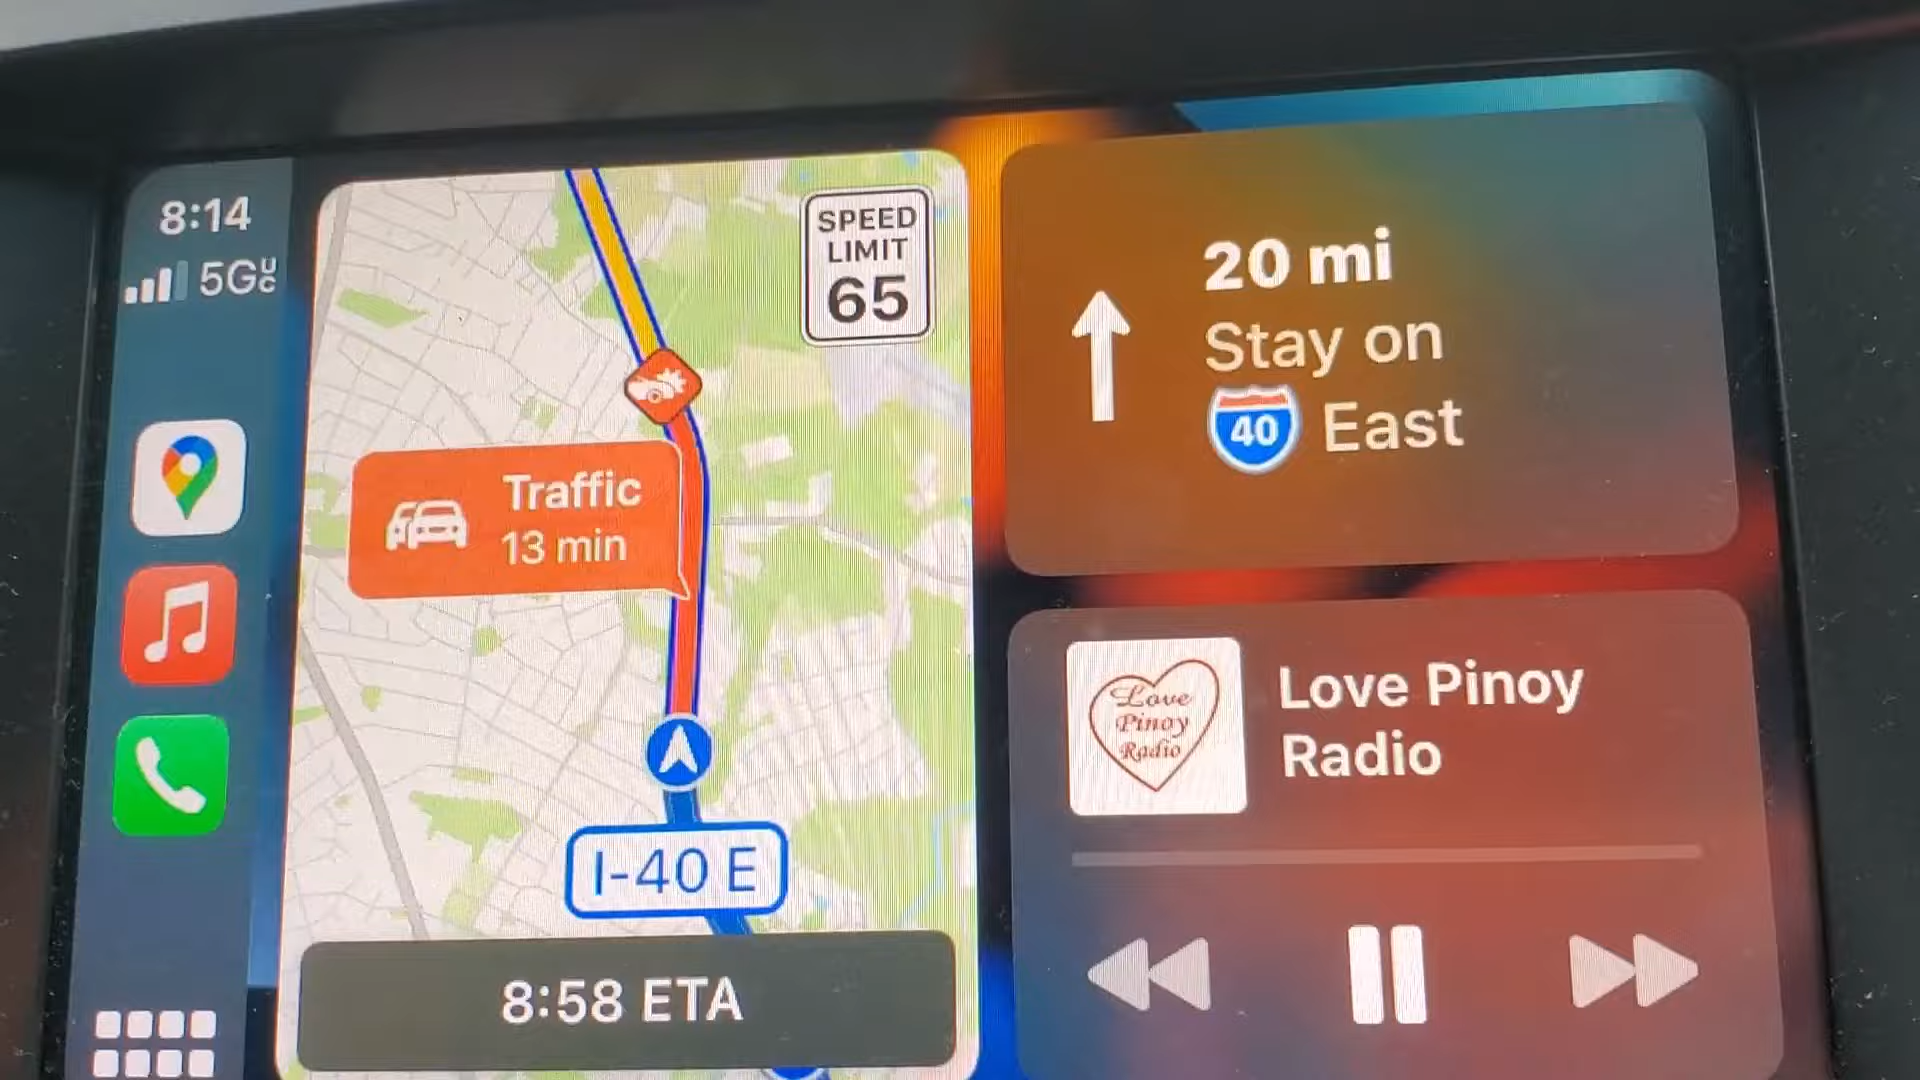 8:14
5G UC
SPEED
LIMIT
65
Traffic
13 min
I-40 E
8:58 ETA
20 mi
Stay on
40 East
Love
Pinoy
Radio
Love Pinoy
Radio